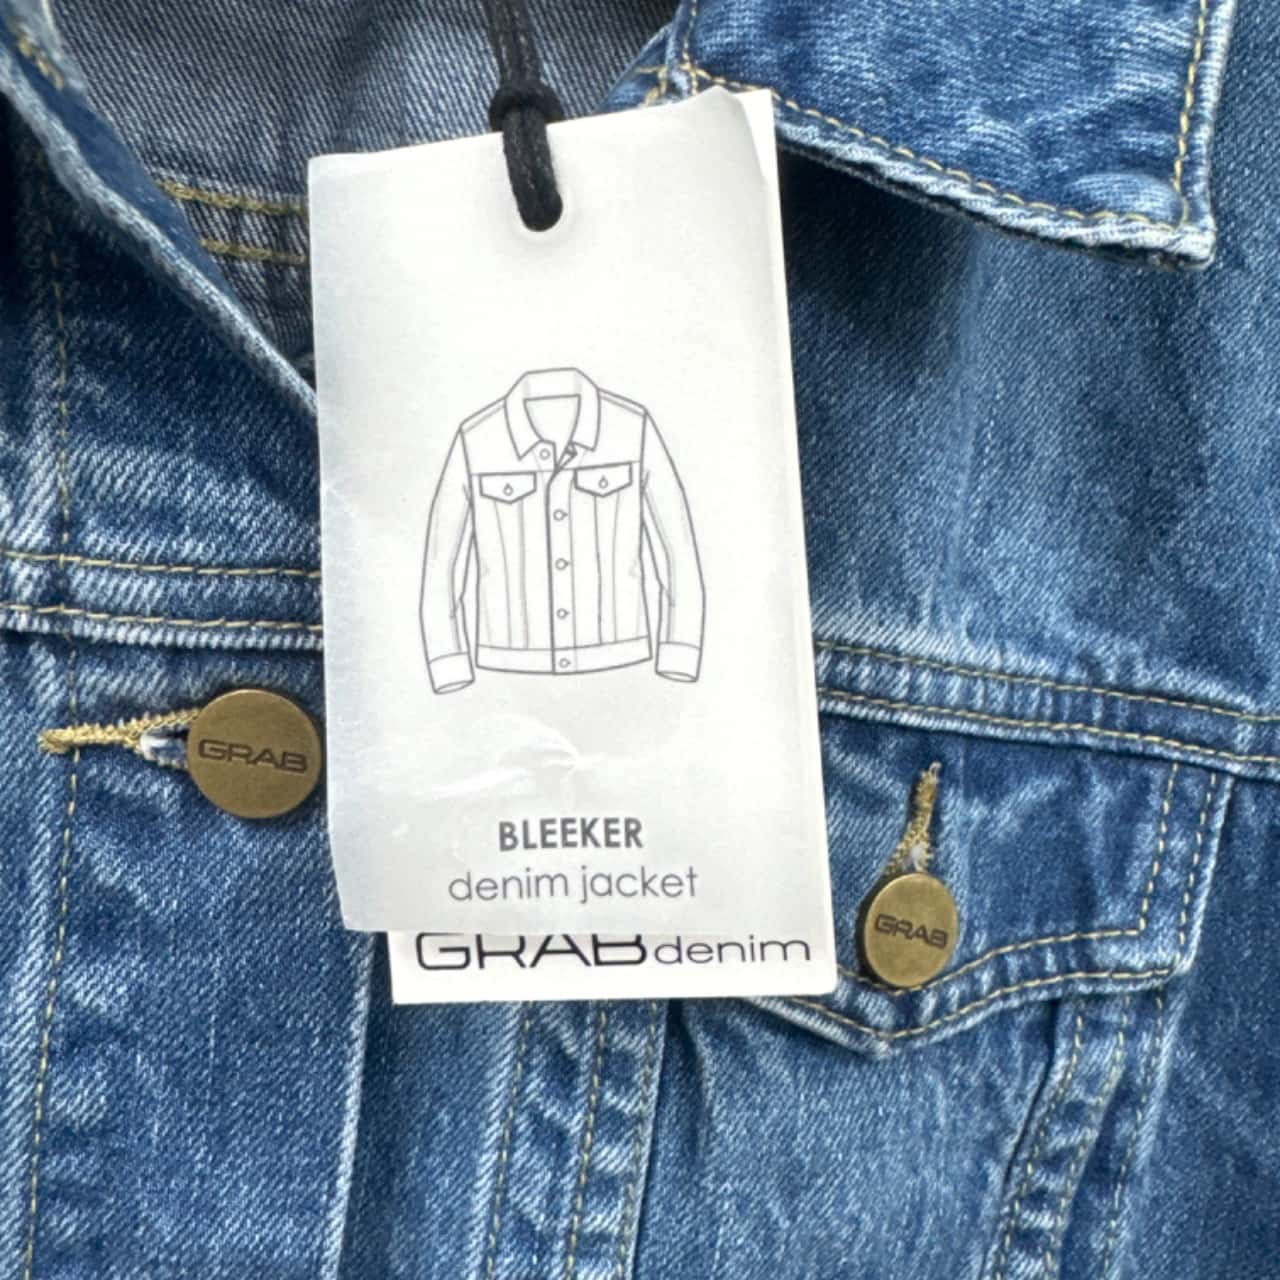 GRAB
BLEEKER
denim jacket
GRAB
GRABdenim